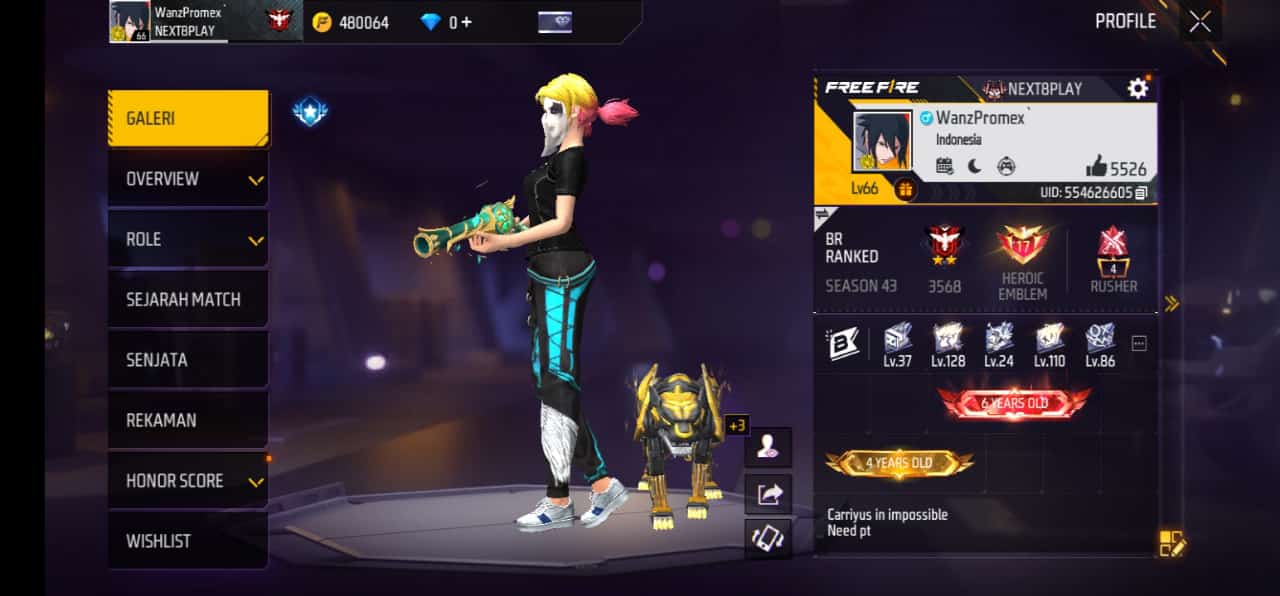 WanzPromex`
NEXT8PLAY
66
480064
0 +
PROFILE
GALERI
OVERVIEW
ROLE
SEJARAH MATCH
SENJATA
REKAMAN
HONOR SCORE
WISHLIST
+3
FREE FIRE
NEXT8PLAY
WanzPromex`
Indonesia
5526
Lv66
UID: 554626605
BR RANKED
SEASON 43
3568
17
HEROIC EMBLEM
4
RUSHER
B
Lv.37 Lv.128 Lv.24 Lv.110 Lv.86
6 YEARS OLD
4 YEARS OLD
Carriyus in impossible
Need pt